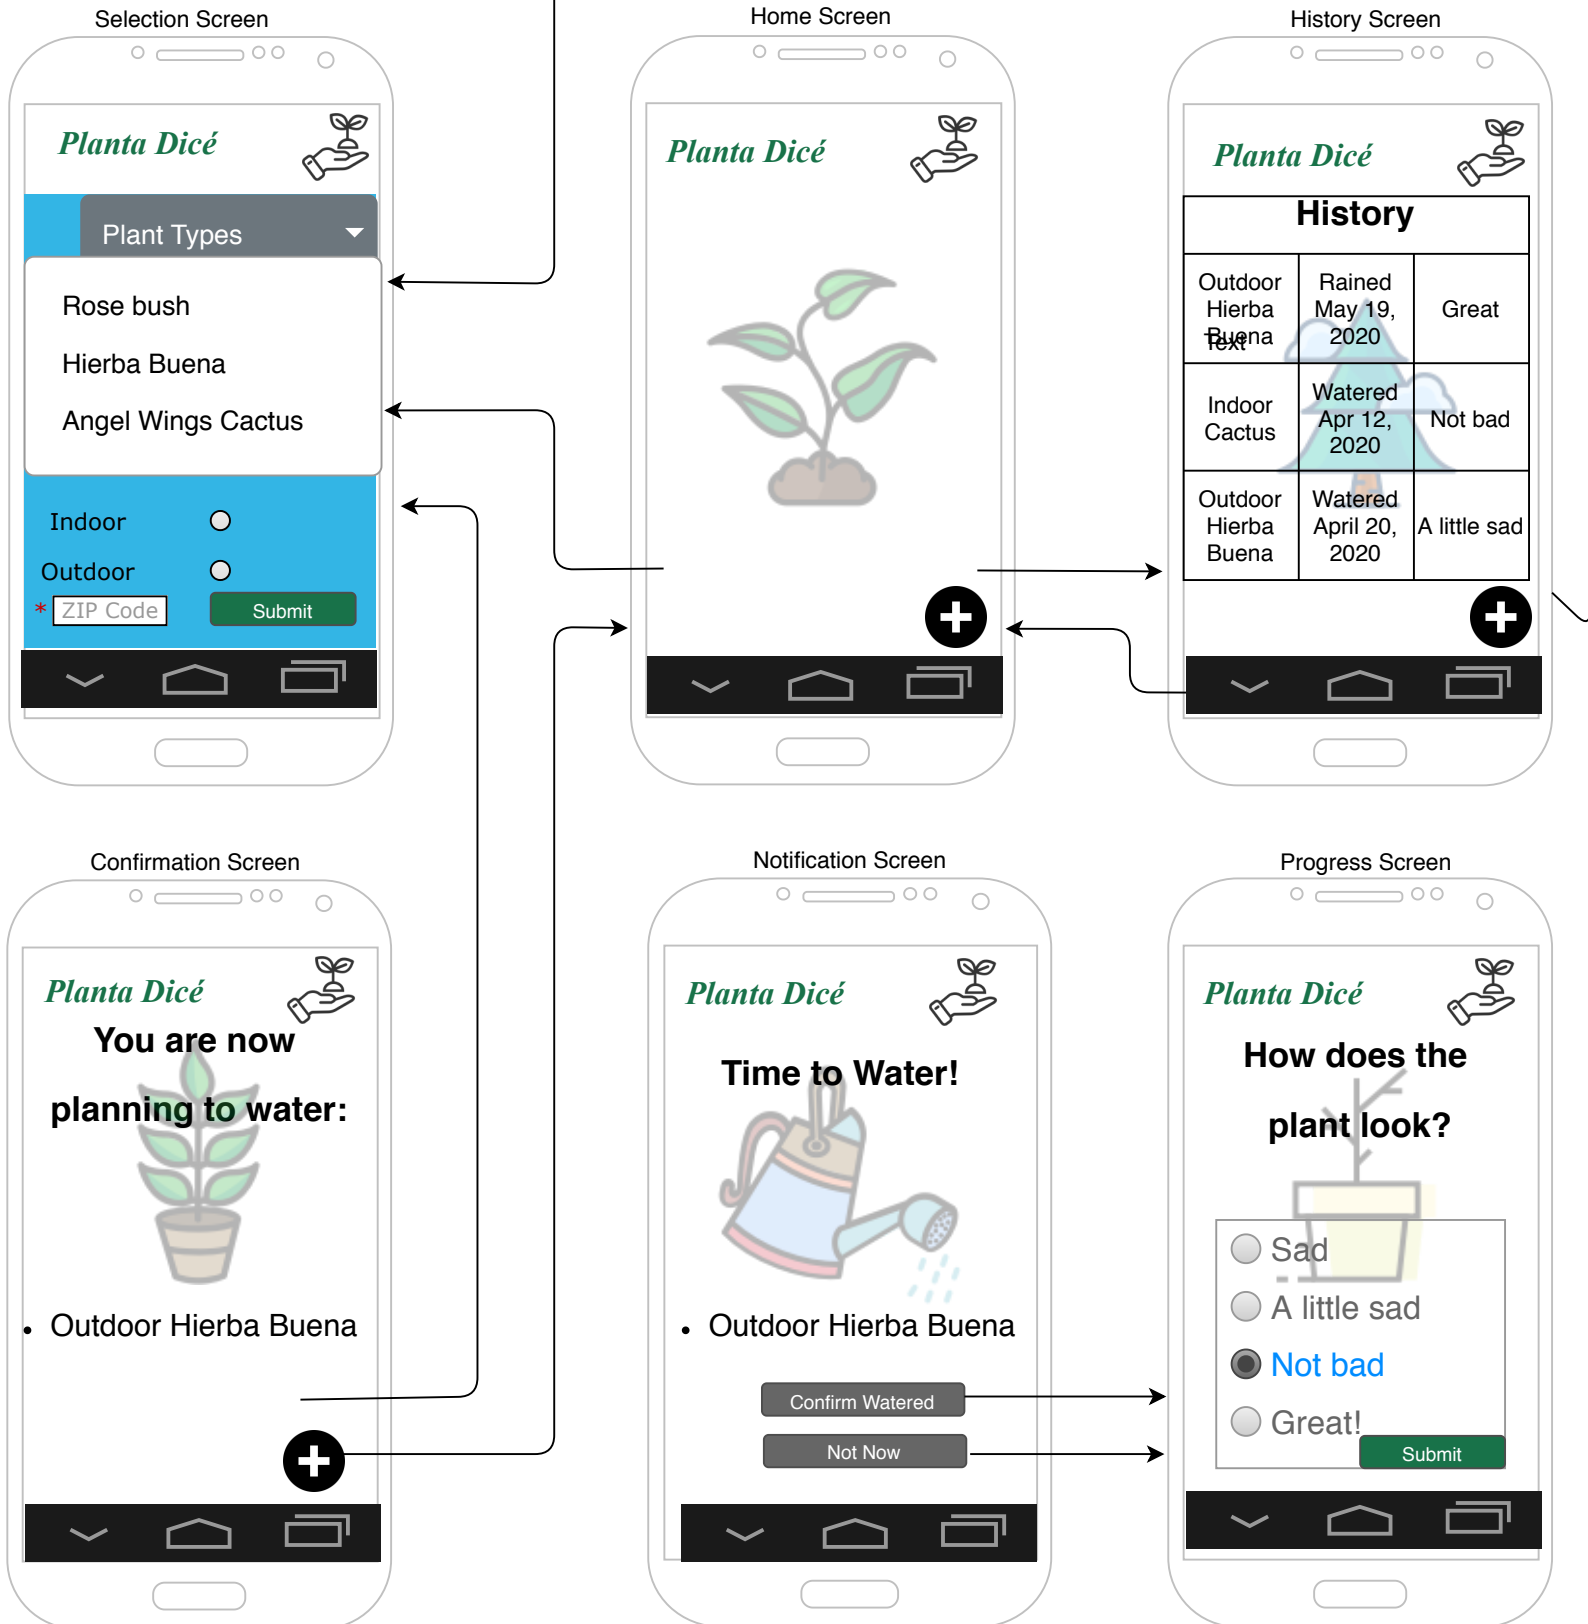 Selection Screen
Planta Dicé
Plant Types
Rose bush
Hierba Buena
Angel Wings Cactus
Indoor
Outdoor
* ZIP Code
Submit
Home Screen
Planta Dicé
History Screen
Planta Dicé
History
Outdoor
Hierba
Buena
Text
Rained
May 19,
2020
Great
Indoor
Cactus
Watered
Apr 12,
2020
Not bad
Outdoor
Hierba
Buena
Watered
April 20,
2020
A little sad
Confirmation Screen
Planta Dicé
You are now
planning to water:
• Outdoor Hierba Buena
Notification Screen
Planta Dicé
Time to Water!
• Outdoor Hierba Buena
Confirm Watered
Not Now
Progress Screen
Planta Dicé
How does the
plant look?
Sad
A little sad
Not bad
Great!
Submit